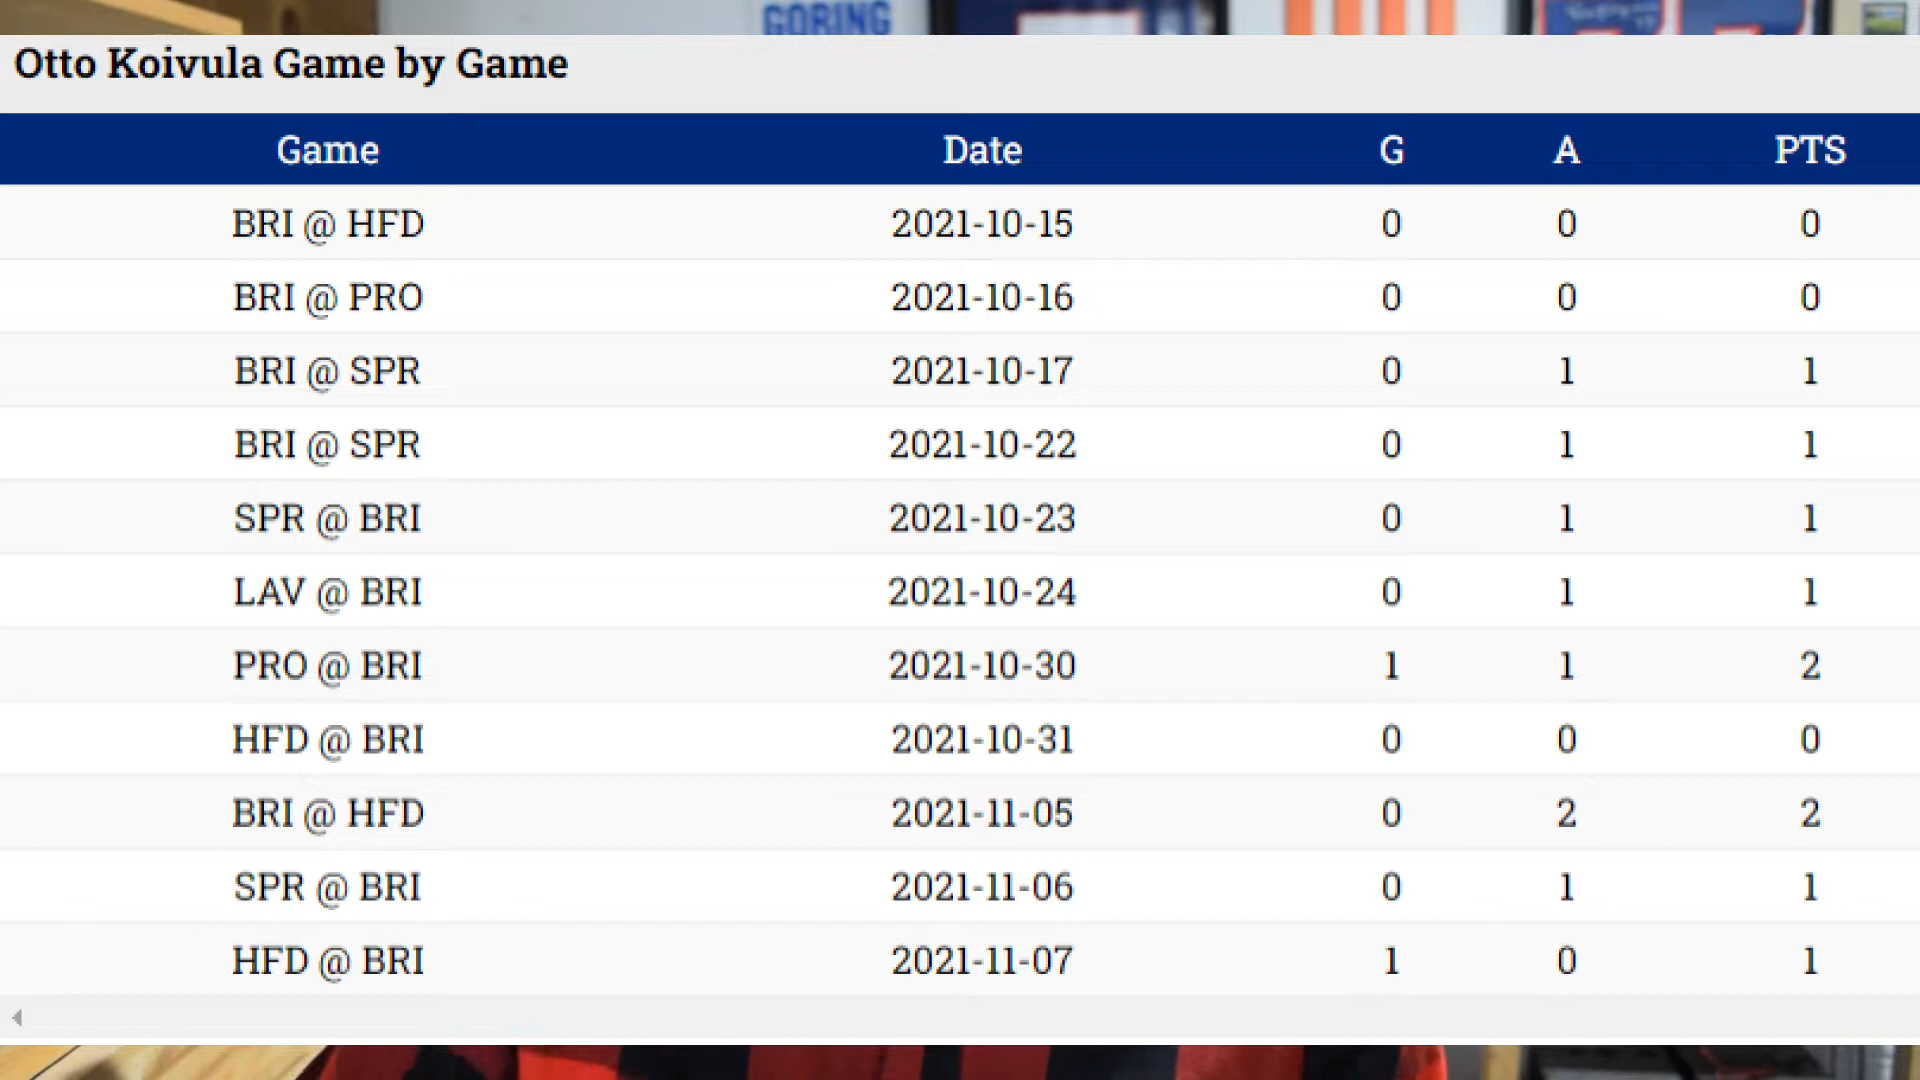 GORING
Otto Koivula Game by Game
Game Date G A PTS
BRI @ HFD 2021-10-15 0 0 0
BRI @ PRO 2021-10-16 0 0 0
BRI @ SPR 2021-10-17 0 1 1
BRI @ SPR 2021-10-22 0 1 1
SPR @ BRI 2021-10-23 0 1 1
LAV @ BRI 2021-10-24 0 1 1
PRO @ BRI 2021-10-30 1 1 2
HFD @ BRI 2021-10-31 0 0 0
BRI @ HFD 2021-11-05 0 2 2
SPR @ BRI 2021-11-06 0 1 1
HFD @ BRI 2021-11-07 1 0 1